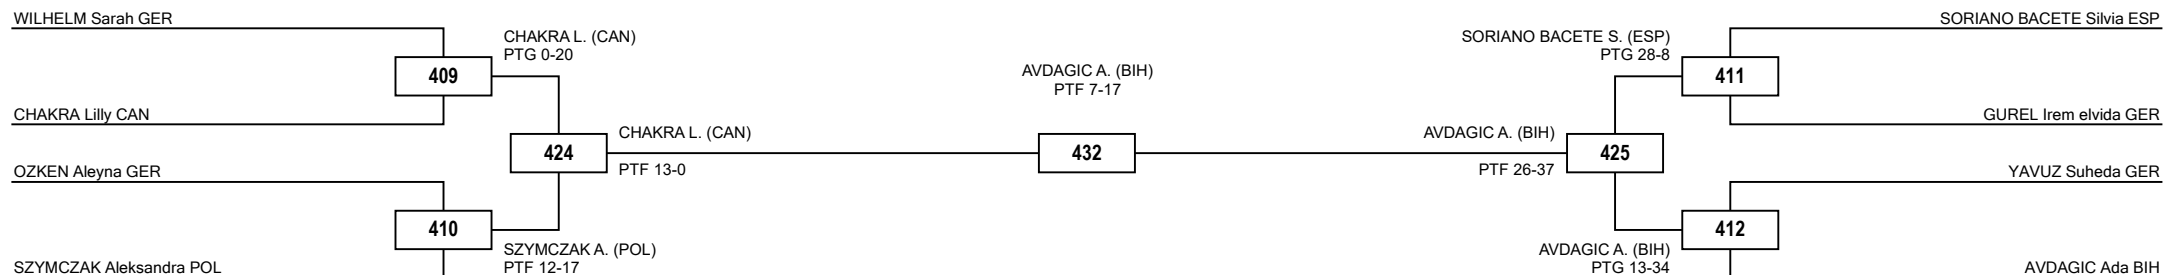 WILHELM Sarah GER
SORIANO BACETE Silvia ESP
CHAKRA L. (CAN)
PTG 0-20
SORIANO BACETE S. (ESP)
PTG 28-8
409
AVDAGIC A. (BIH)
PTF 7-17
411
CHAKRA Lilly CAN
GUREL Irem elvida GER
424
CHAKRA L. (CAN)
PTF 13-0
432
AVDAGIC A. (BIH)
PTF 26-37
425
OZKEN Aleyna GER
YAVUZ Suheda GER
410
412
SZYMCZAK A. (POL)
PTF 12-17
AVDAGIC A. (BIH)
PTG 13-34
SZYMCZAK Aleksandra POL
AVDAGIC Ada BIH